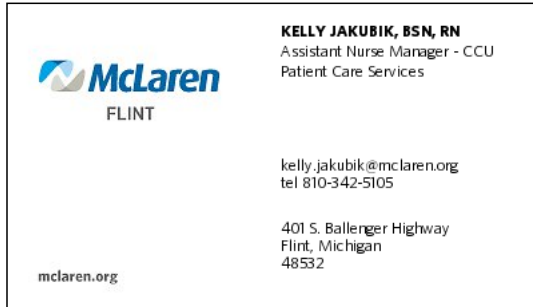 McLaren
FLINT
mclaren.org
KELLY JAKUBIK, BSN, RN
Assistant Nurse Manager - CCU
Patient Care Services
kelly.jakubik@mclaren.org
tel 810-342-5105
401 S. Ballenger Highway
Flint, Michigan
48532